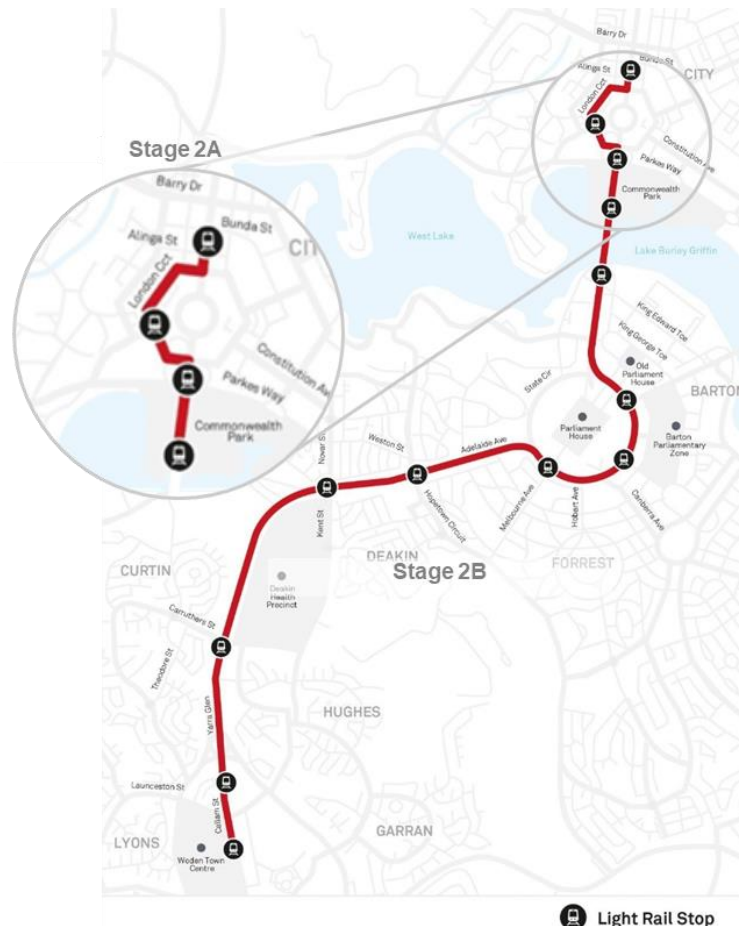 Barry Dr
Bunda St
Alinga St
CITY
London Cct
Constitution Ave
Parkes Way
Commonwealth
Park
Stage 2A
Barry Dr
Bunda St
Alinga St
CIT
London Cct
Constitution Av
Parkes Way
Commonwealth
Park
West Lake
Lake Burley Griffin
King Edward Tce
King George Tce
Old
Parliament
House
State Cir
BARTON
Parliament
House
Barton
Parliamentary
Zone
Adelaide Ave
Weston St
Novar St
Kent St
Hopetown Circuit
Melbourne Ave
Hobart Ave
Canberra Ave
DEAKIN
Stage 2B
FORREST
CURTIN
Deakin
Health
Precinct
Carruthers St
Theodore St
Yarra Glen
HUGHES
Launceston St
Callam St
LYONS
GARRAN
Woden Town
Centre
Light Rail Stop